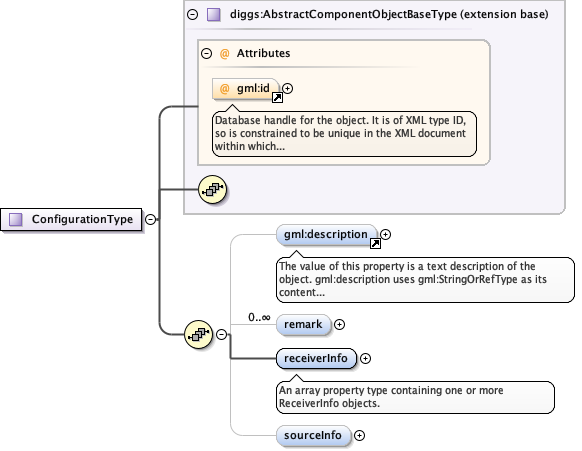 diggs:AbstractComponentObjectBaseType (extension base)
@ Attributes
@ gml:id
Database handle for the object. It is of XML type ID,
so is constrained to be unique in the XML document
within which...
ConfigurationType
gml:description
The value of this property is a text description of the
object. gml:description uses gml:StringOrRefType as its
content...
0..∞
remark
receiverInfo
An array property type containing one or more
ReceiverInfo objects.
sourceInfo